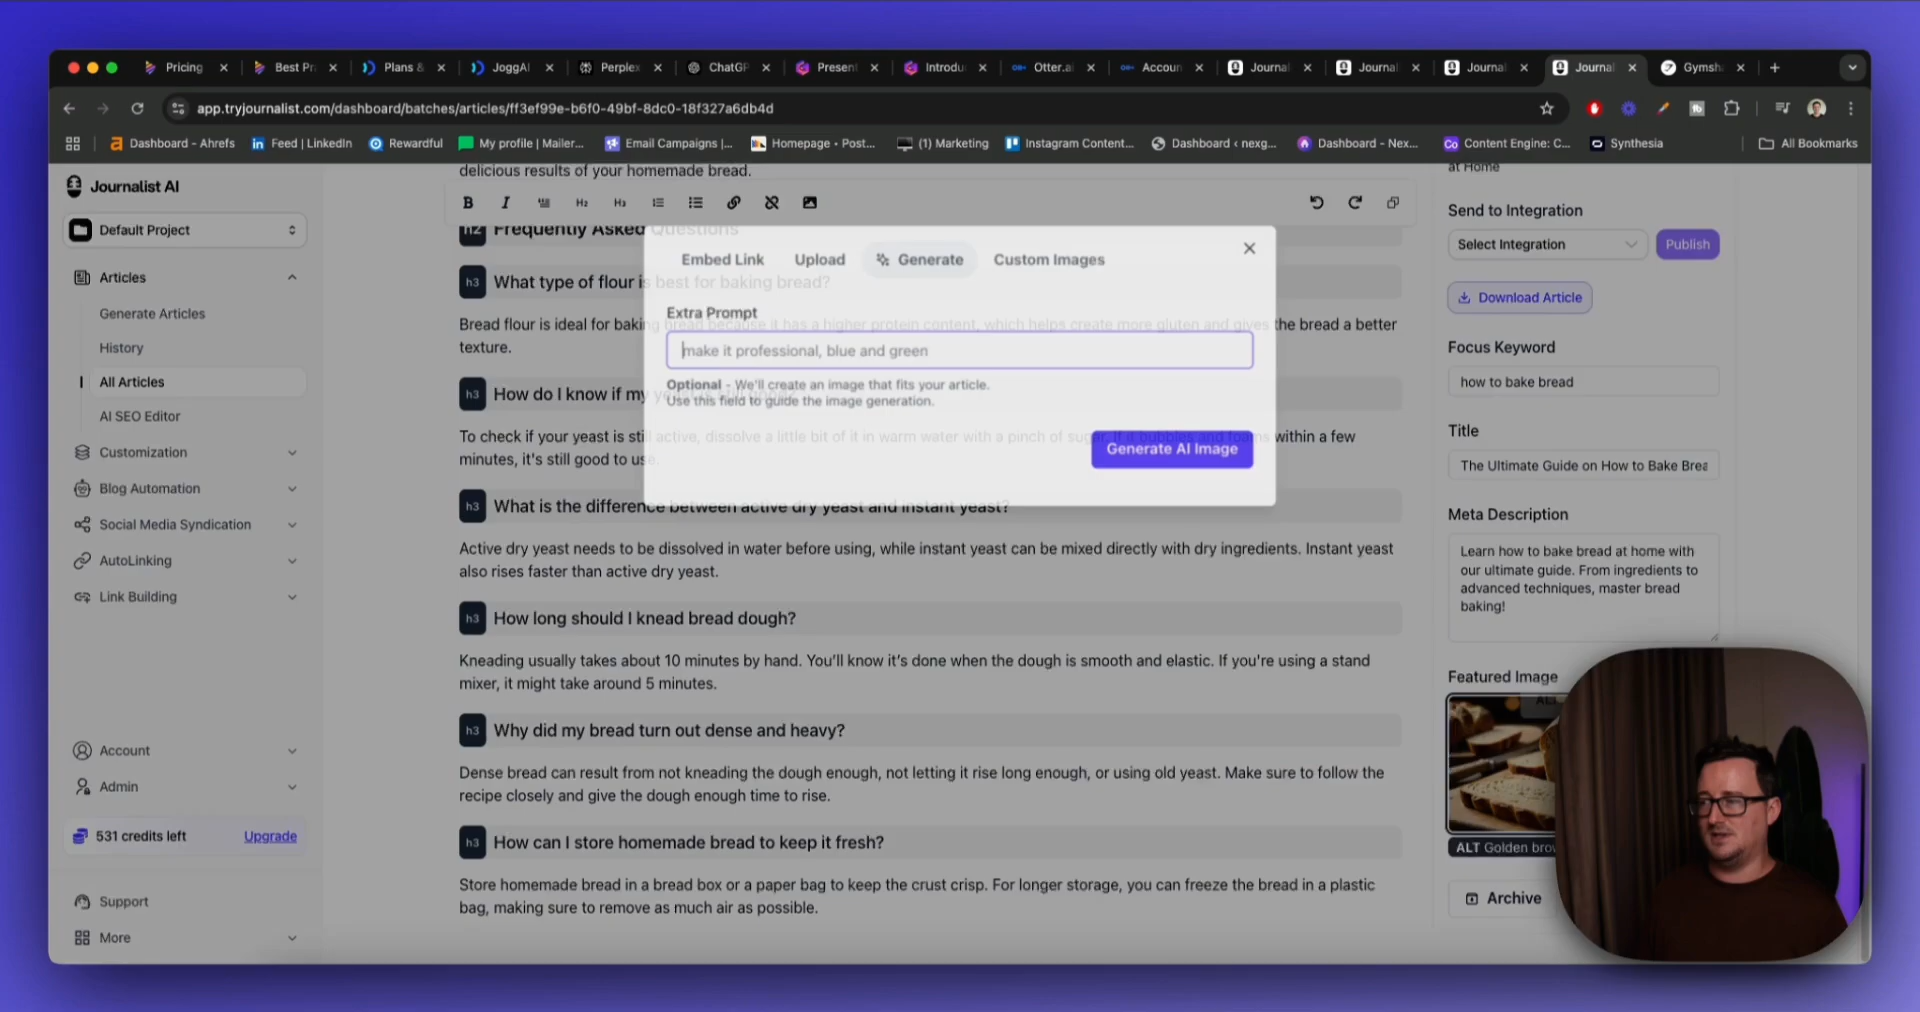 Pricing
Best Pr
Plans &
JoggAI
Perplex
ChatGP
Present
Introdu
Otter.ai
Accoun
Journal
Journal
Journal
Journal
Gymsh
app.tryjournalist.com/dashboard/batches/articles/ff3ef99e-b6f0-49bf-8dc0-18f327a6db4d
Dashboard - Ahrefs
Feed | LinkedIn
Rewardful
My profile | Mailer...
Email Campaigns |...
Homepage • Post...
(1) Marketing
Instagram Content...
Dashboard ‹ nexg...
Dashboard - Nex...
Content Engine: C...
Synthesia
All Bookmarks
Journalist AI
Default Project
Articles
Generate Articles
History
All Articles
AI SEO Editor
Customization
Blog Automation
Social Media Syndication
AutoLinking
Link Building
Account
Admin
531 credits left
Upgrade
Support
More
delicious results of your homemade bread.
B I H2 H3
h2 Frequently Asked Questions
h3 What type of flour is best for baking bread?
Bread flour is ideal for baking bread because it has a higher protein content, which helps create more gluten and gives the bread a better
texture.
h3 How do I know if my
To check if your yeast is still active, dissolve a little bit of it in warm water with a pinch of sugar. If it bubbles and foams within a few
minutes, it's still good to use.
h3 What is the difference between active dry yeast and instant yeast?
Active dry yeast needs to be dissolved in water before using, while instant yeast can be mixed directly with dry ingredients. Instant yeast
also rises faster than active dry yeast.
h3 How long should I knead bread dough?
Kneading usually takes about 10 minutes by hand. You'll know it's done when the dough is smooth and elastic. If you're using a stand
mixer, it might take around 5 minutes.
h3 Why did my bread turn out dense and heavy?
Dense bread can result from not kneading the dough enough, not letting it rise long enough, or using old yeast. Make sure to follow the
recipe closely and give the dough enough time to rise.
h3 How can I store homemade bread to keep it fresh?
Store homemade bread in a bread box or a paper bag to keep the crust crisp. For longer storage, you can freeze the bread in a plastic
bag, making sure to remove as much air as possible.
Embed Link
Upload
Generate
Custom Images
Extra Prompt
make it professional, blue and green
Optional - We'll create an image that fits your article.
Use this field to guide the image generation.
Generate AI Image
at Home
Send to Integration
Select Integration
Publish
Download Article
Focus Keyword
how to bake bread
Title
The Ultimate Guide on How to Bake Brea
Meta Description
Learn how to bake bread at home with
our ultimate guide. From ingredients to
advanced techniques, master bread
baking!
Featured Image
ALT
ALT Golden brow
Archive